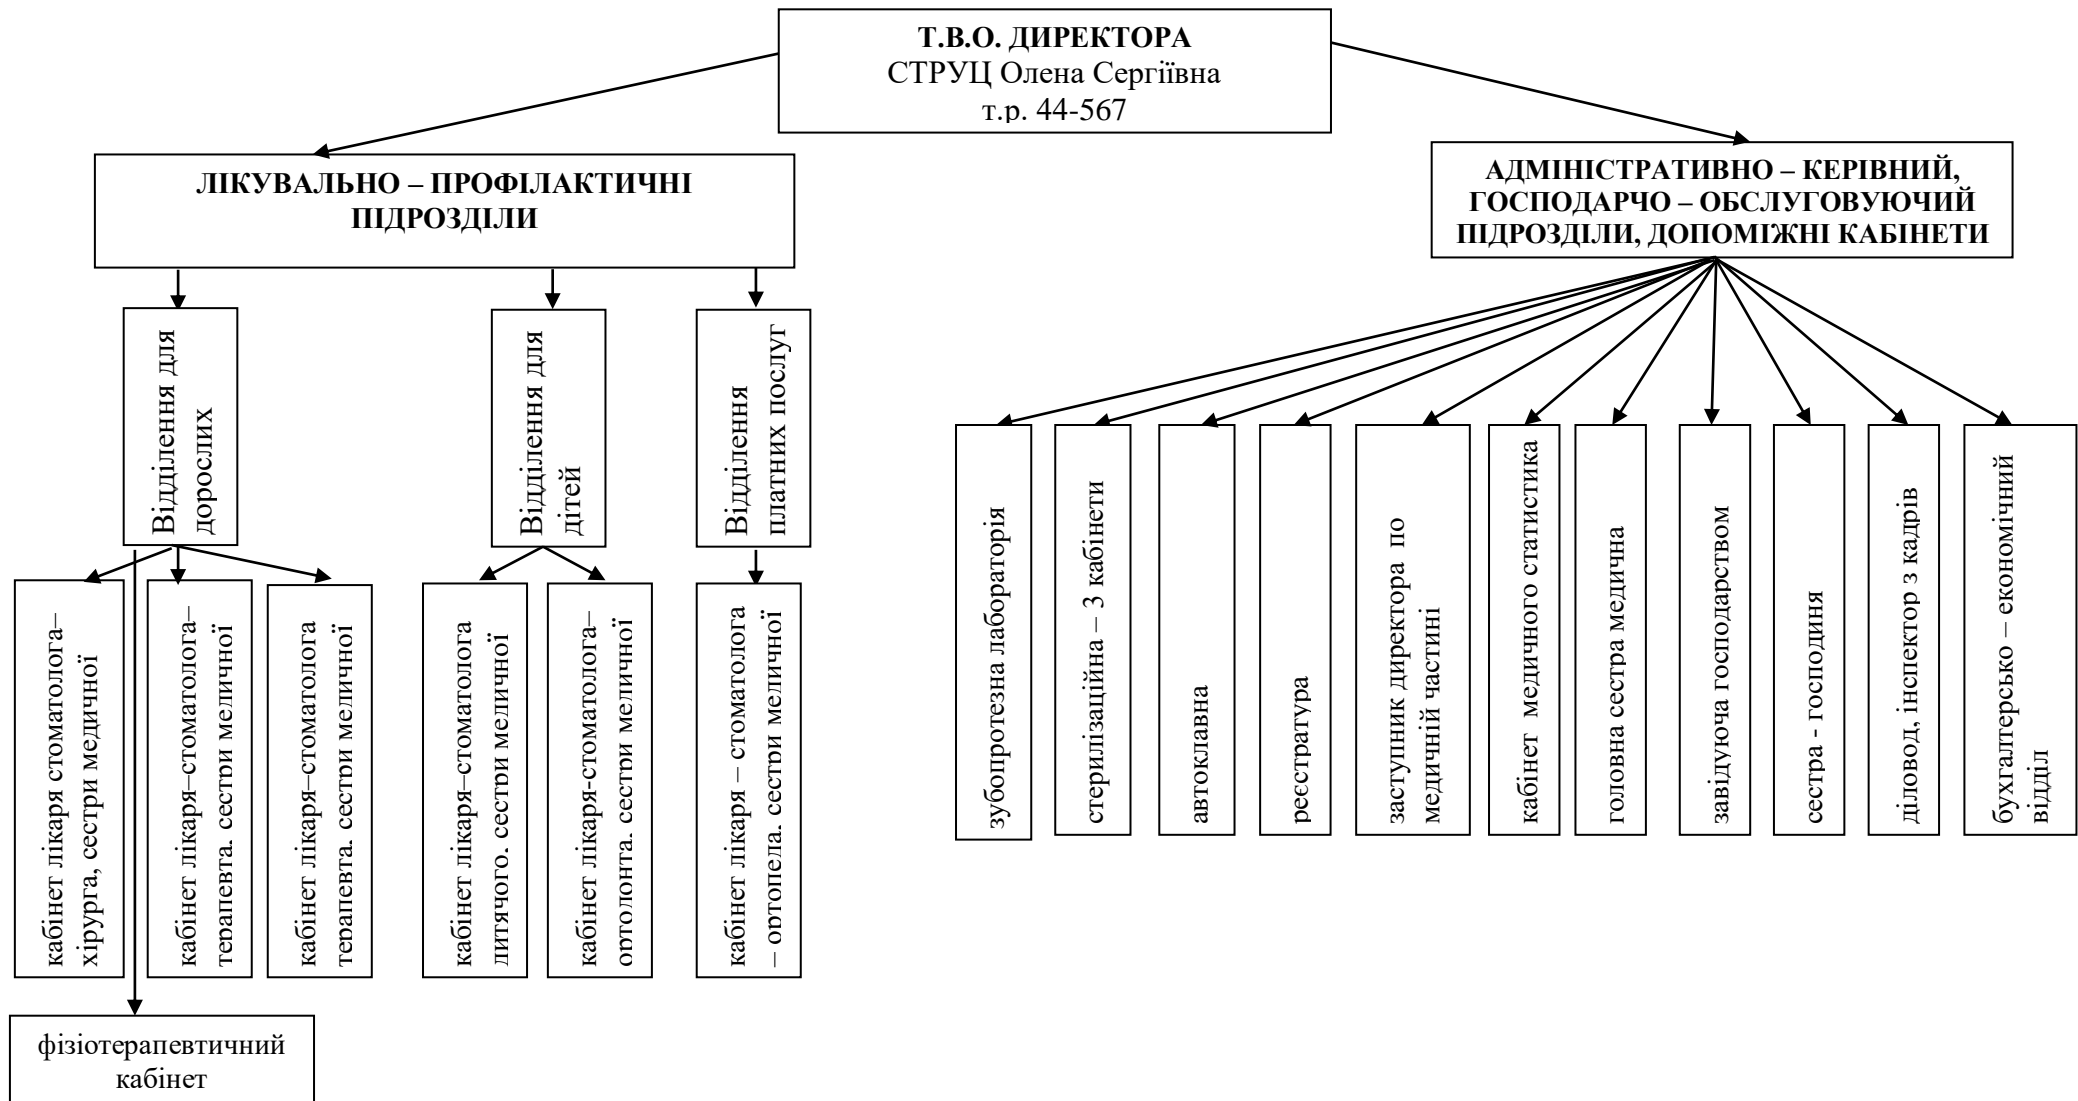 Т.В.О. ДИРЕКТОРА
СТРУЦ Олена Сергіївна
т.р. 44-567
ЛІКУВАЛЬНО – ПРОФІЛАКТИЧНІ
ПІДРОЗДІЛИ
АДМІНІСТРАТИВНО – КЕРІВНИЙ,
ГОСПОДАРЧО – ОБСЛУГОВУЮЧИЙ
ПІДРОЗДІЛИ, ДОПОМІЖНІ КАБІНЕТИ
Відділення для
дорослих
Відділення для
дітей
Відділення
платних послуг
кабінет лікаря стоматолога–
хірурга, сестри медичної
кабінет лікаря–стоматолога–
терапевта, сестри медичної
кабінет лікаря–стоматолога
терапевта, сестри медичної
кабінет лікаря–стоматолога
дитячого, сестри медичної
кабінет лікаря-стоматолога–
ортодонта, сестри медичної
кабінет лікаря – стоматолога
– ортопеда, сестри медичної
фізіотерапевтичний
кабінет
зубопротезна лабораторія
стерилізаційна – 3 кабінети
автоклавна
реєстратура
заступник директора по
медичній частині
кабінет медичного статистика
головна сестра медична
завідуюча господарством
сестра - господиня
діловод, інспектор з кадрів
бухгалтерсько – економічний
відділ